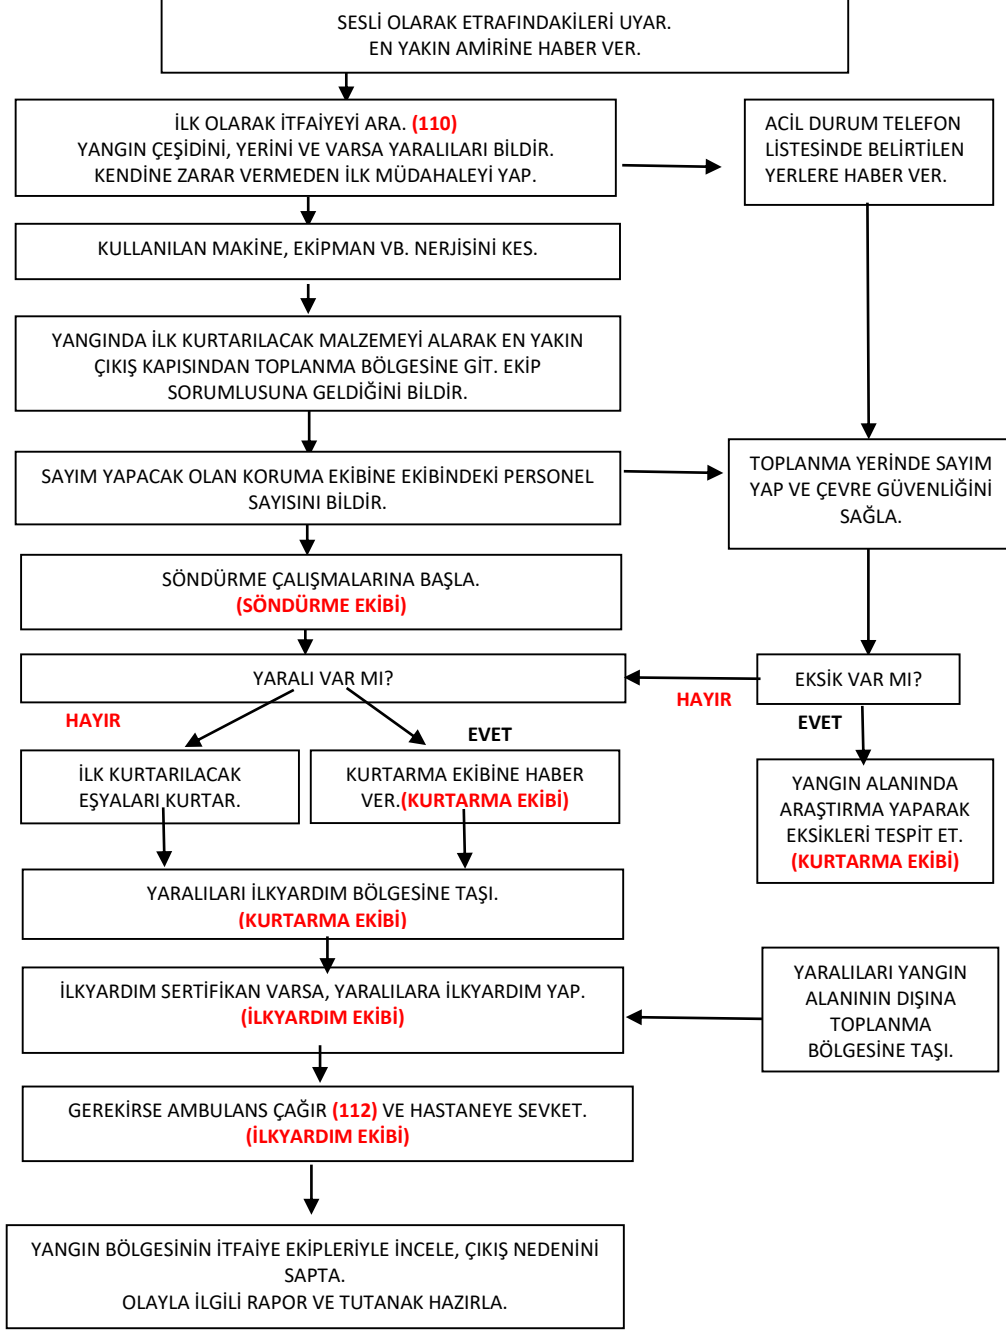 SESLİ OLARAK ETRAFINDAKİLERİ UYAR.
EN YAKIN AMİRİNE HABER VER.
İLK OLARAK İTFAİYEYİ ARA. (110)
YANGIN ÇEŞİDİNİ, YERİNİ VE VARSA YARALILARI BİLDİR.
KENDİNE ZARAR VERMEDEN İLK MÜDAHALEYİ YAP.
ACİL DURUM TELEFON
LİSTESİNDE BELİRTİLEN
YERLERE HABER VER.
KULLANILAN MAKİNE, EKİPMAN VB. NERJİSİNİ KES.
YANGINDA İLK KURTARILACAK MALZEMEYİ ALARAK EN YAKIN
ÇIKIŞ KAPISINDAN TOPLANMA BÖLGESİNE GİT. EKİP
SORUMLUSUNA GELDİĞİNİ BİLDİR.
SAYIM YAPACAK OLAN KORUMA EKİBİNE EKİBİNDEKİ PERSONEL
SAYISINI BİLDİR.
TOPLANMA YERİNDE SAYIM
YAP VE ÇEVRE GÜVENLİĞİNİ
SAĞLA.
SÖNDÜRME ÇALIŞMALARINA BAŞLA.
(SÖNDÜRME EKİBİ)
YARALI VAR MI?
EKSİK VAR MI?
HAYIR
HAYIR
EVET
EVET
İLK KURTARILACAK
EŞYALARI KURTAR.
KURTARMA EKİBİNE HABER
VER.(KURTARMA EKİBİ)
YANGIN ALANINDA
ARAŞTIRMA YAPARAK
EKSİKLERİ TESPİT ET.
(KURTARMA EKİBİ)
YARALILARI İLKYARDIM BÖLGESİNE TAŞI.
(KURTARMA EKİBİ)
İLKYARDIM SERTİFİKAN VARSA, YARALILARA İLKYARDIM YAP.
(İLKYARDIM EKİBİ)
YARALILARI YANGIN
ALANININ DIŞINA
TOPLANMA
BÖLGESİNE TAŞI.
GEREKİRSE AMBULANS ÇAĞIR (112) VE HASTANEYE SEVKET.
(İLKYARDIM EKİBİ)
YANGIN BÖLGESİNİN İTFAİYE EKİPLERİYLE İNCELE, ÇIKIŞ NEDENİNİ
SAPTA.
OLAYLA İLGİLİ RAPOR VE TUTANAK HAZIRLA.